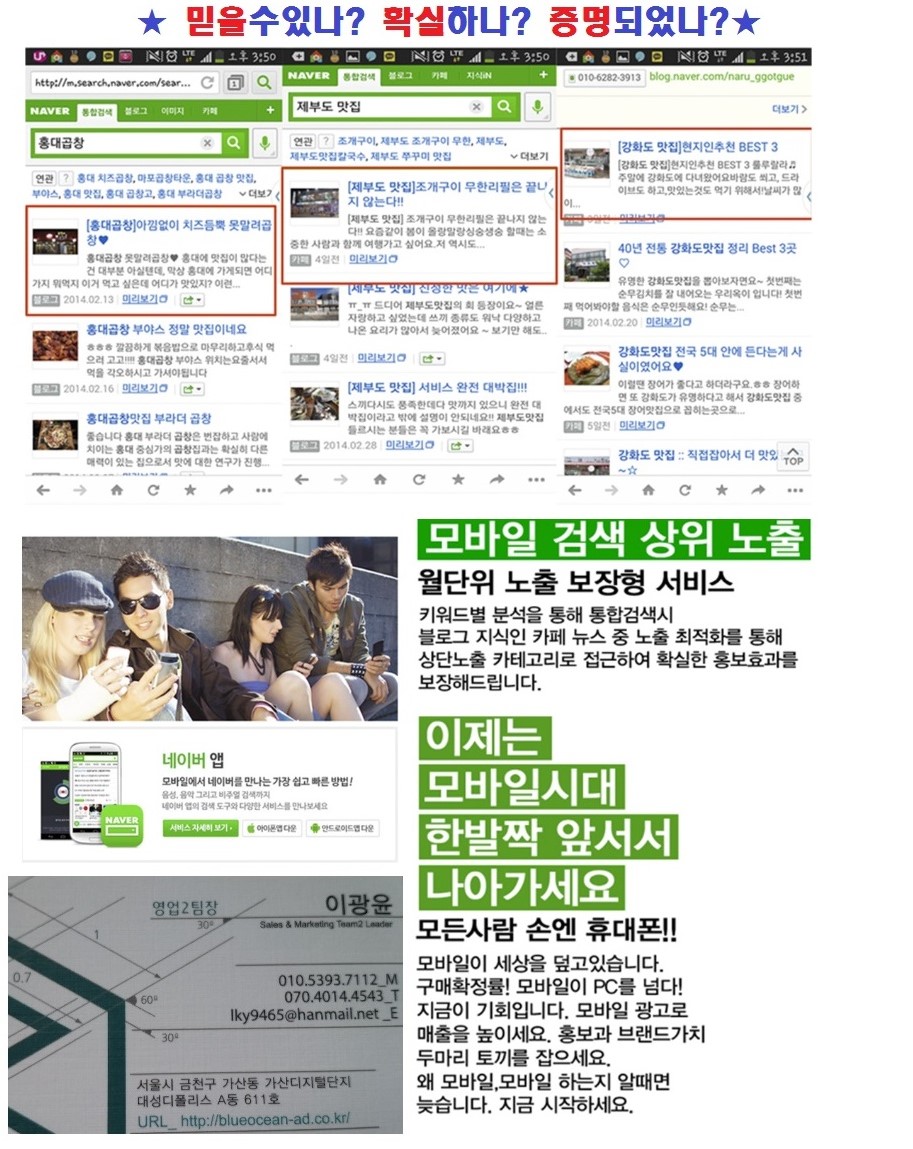 ★ 믿을수있나? 확실하나? 증명되었나?★
오후 3:50
http://m.search.naver.com/sear...
NAVER 통합검색 블로그 이미지 카페 +
홍대곱창
연관 ? 홍대 치즈곱창, 마포곱창타운, 홍대 곱창 맛집,
부야스, 홍대 맛집, 홍대 곱창고, 홍대 부라더곱창
[홍대곱창]아낌없이 치즈듬뿍 못말려곱
창♥
홍대곱창 못말려곱창♥ 홍대에 맛집이 많다는
건 대부분 아실텐데, 막상 홍대에 가게되면 어디
가지 뭐먹지 이거 먹고 싶은데 어디가 맛있지? 이런...
블로그 2014.02.13 미리보기
홍대곱창 부야스 정말 맛집이네요
ㅎㅎㅎ 깔끔하게 볶음밥으로 마무리하고후식 먹
으러 고고!!!! 홍대곱창 부야스 위치는요줄서서
먹을 각오하시고 가셔야됩니다
블로그 2014.02.16 미리보기
홍대곱창맛집 부라더 곱창
좋습니다 홍대 부라더 곱창은 번잡하고 사람에
치이는 홍대 중심가의 곱창집과는 확실히 다른
매력이 있는 집으로서 맛에 대한 연구가 진행...
LTE 오후 3:50
NAVER 통합검색 블로그 카페 지식iN +
제부도 맛집
연관 ? 조개구이, 제부도 조개구이 무한, 제부도,
제부도맛집칼국수, 제부도 쭈꾸미 맛집 더보기
[제부도 맛집]조개구이 무한리필은 끝나
지 않는다!!
[제부도 맛집] 조개구이 무한리필은 끝나지 않는
다!! 요즘같이 봄이 올랑말랑싱숭생숭 할때는 소
중한 사람과 함께 여행가고 싶어요.저 역시도...
카페 4일전 미리보기
[제부도 맛집] 진정한 맛은 여기에★
ㅠ_ㅠ 드디어 제부도맛집의 회 등장이요~ 얼른
자랑하고 싶었는데 쓰끼 종류도 워낙 다양하고
나온 요리가 많아서 늦어졌어요 ~ 보기만 해도..
블로그 4일전 미리보기
[제부도 맛집] 서비스 완전 대박집!!!
스끼다시도 풍족한데다 맛까지 있으니 완전 대
박집이라고 밖에 설명이 안되네요!! 제부도맛집
들르시는 분들은 꼭 가보시길 바래요ㅎㅎ
블로그 2014.02.28 미리보기
LTE 오후 3:51
010-6282-3913 blog.naver.com/naru_ggotgue
더보기 >
[강화도 맛집]현지인추천 BEST 3
[강화도 맛집]현지인추천 BEST 3 룰루랄라♬
주말에 강화도에 다녀왔어요바람도 쐬고, 드라
이브도 하고,맛있는것도 먹기 위해서!날씨가 많
이...
미리보기
40년 전통 강화도맛집 정리 Best 3곳
♡
유명한 강화도맛집을 뽑아보자면요~ 첫번째는
순무김치를 잘 내어오는 우리옥이 입니다! 첫번
째 먹어봐야할 음식은 순무인듯해요! 순무는...
카페 2014.02.20 미리보기
강화도맛집 전국 5대 안에 든다는게 사
실이였어요♥
이럴땐 장어가 좋다고 하더라구요.ㅎㅎ 장어하
면 또 강화도가 유명하다고 해서 강화도맛집 중
에서도 전국5대 장어맛집으로 꼽히는곳으로...
카페 5일전 미리보기
강화도 맛집 :: 직접잡아서 더 맛있
~☆
TOP
모바일 검색 상위 노출
월단위 노출 보장형 서비스
키워드별 분석을 통해 통합검색시
블로그 지식인 카페 뉴스 중 노출 최적화를 통해
상단노출 카테고리로 접근하여 확실한 홍보효과를
보장해드립니다.
네이버 앱
모바일에서 네이버를 만나는 가장 쉽고 빠른 방법!
음성, 음악 그리고 비주얼 검색까지
네이버 앱의 검색 도구와 다양한 서비스를 만나보세요
서비스 자세히 보기 아이폰앱 다운 안드로이드앱 다운
NAVER
이제는
모바일시대
한발짝 앞서서
나아가세요
모든사람 손엔 휴대폰!!
모바일이 세상을 덮고있습니다.
구매확정률! 모바일이 PC를 넘다!
지금이 기회입니다. 모바일 광고로
매출을 높이세요. 홍보과 브랜드가치
두마리 토끼를 잡으세요.
왜 모바일,모바일 하는지 알때면
늦습니다. 지금 시작하세요.
영업2팀장 이광윤
Sales & Marketing Team2 Leader
30º
1
0.7
60º
30º
010.5393.7112_M
070.4014.4543_T
lky9465@hanmail.net _E
서울시 금천구 가산동 가산디지털단지
대성디폴리스 A동 611호
URL_ http://blueocean-ad.co.kr/